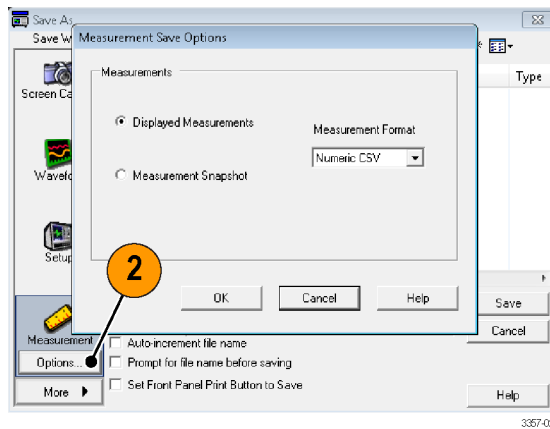 Save As
Save W
Measurement Save Options
Type
Screen Ca
Measurements
Displayed Measurements
Measurement Format
Numeric CSV
Measurement Snapshot
Wavefo
Setup
2
OK
Cancel
Help
Save
Cancel
Measurement
Auto-increment file name
Options...
Prompt for file name before saving
More
Set Front Panel Print Button to Save
Help
3357-0